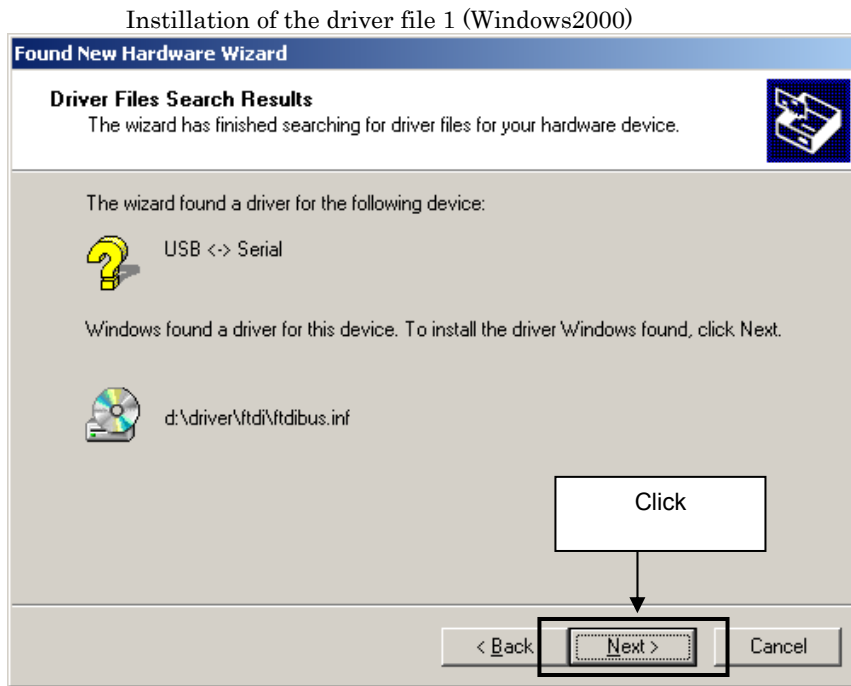 Instillation of the driver file 1 (Windows2000)
Found New Hardware Wizard
Driver Files Search Results
The wizard has finished searching for driver files for your hardware device.
The wizard found a driver for the following device:
USB <-> Serial
Windows found a driver for this device. To install the driver Windows found, click Next.
d:\driver\ftdi\ftdibus.inf
Click
< Back
Next >
Cancel